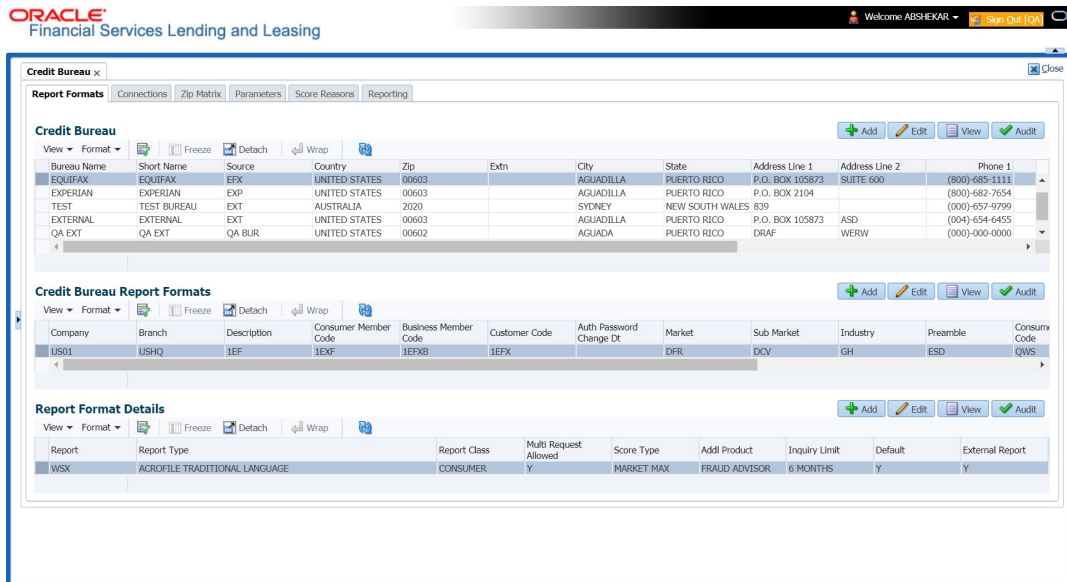 ORACLE®
Financial Services Lending and Leasing
Welcome ABSHEKAR
Sign Out [QA]
Credit Bureau
Close
Report Formats Connections Zip Matrix Parameters Score Reasons Reporting
Credit Bureau
Add Edit View Audit
View Format Freeze Detach Wrap
Bureau Name Short Name Source Country Zip Extn City State Address Line 1 Address Line 2 Phone 1
EQUIFAX EQUIFAX EFX UNITED STATES 00603 AGUADILLA PUERTO RICO P.O. BOX 105873 SUITE 600 (800)-685-1111
EXPERIAN EXPERIAN EXP UNITED STATES 00603 AGUADILLA PUERTO RICO P.O. BOX 2104 (800)-682-7654
TEST TEST BUREAU EXT AUSTRALIA 2020 SYDNEY NEW SOUTH WALES 839 (000)-657-9799
EXTERNAL EXTERNAL EXT UNITED STATES 00603 AGUADILLA PUERTO RICO P.O. BOX 105873 ASD (004)-654-6455
QA EXT QA EXT QA BUR UNITED STATES 00602 AGUADA PUERTO RICO DRAF WERW (000)-000-0000
Credit Bureau Report Formats
Add Edit View Audit
View Format Freeze Detach Wrap
Company Branch Description Consumer Member Code Business Member Code Customer Code Auth Password Change Dt Market Sub Market Industry Preamble Consume Code
US01 USHQ 1EF 1EXF 1EFXB 1EFX DFR DCV GH ESD QWS
Report Format Details
Add Edit View Audit
View Format Freeze Detach Wrap
Report Report Type Report Class Multi Request Allowed Score Type Addl Product Inquiry Limit Default External Report
WSX ACROFILE TRADITIONAL LANGUAGE CONSUMER Y MARKET MAX FRAUD ADVISOR 6 MONTHS Y Y